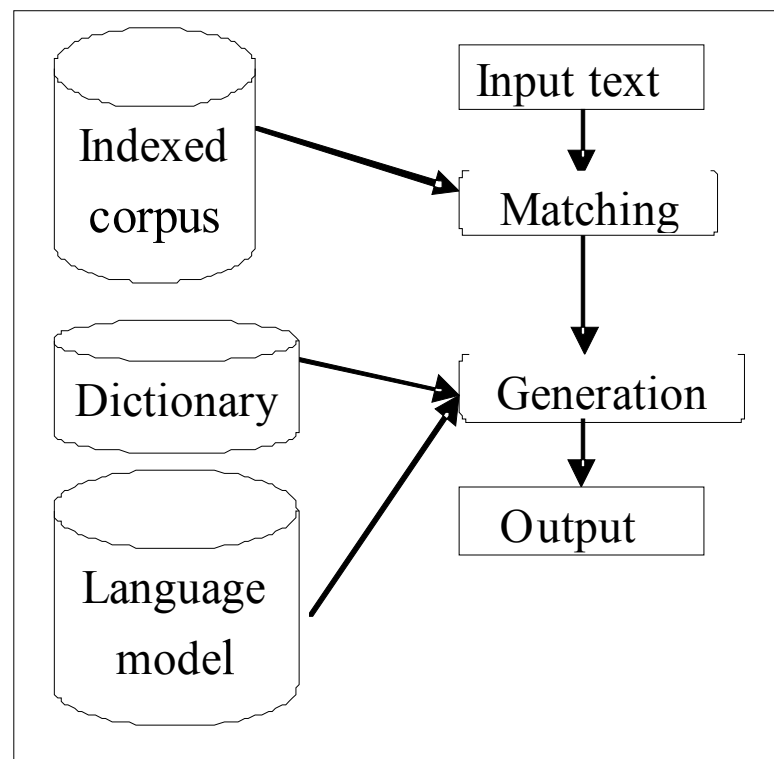 Indexed
corpus
Dictionary
Language
model
Input text
Matching
Generation
Output